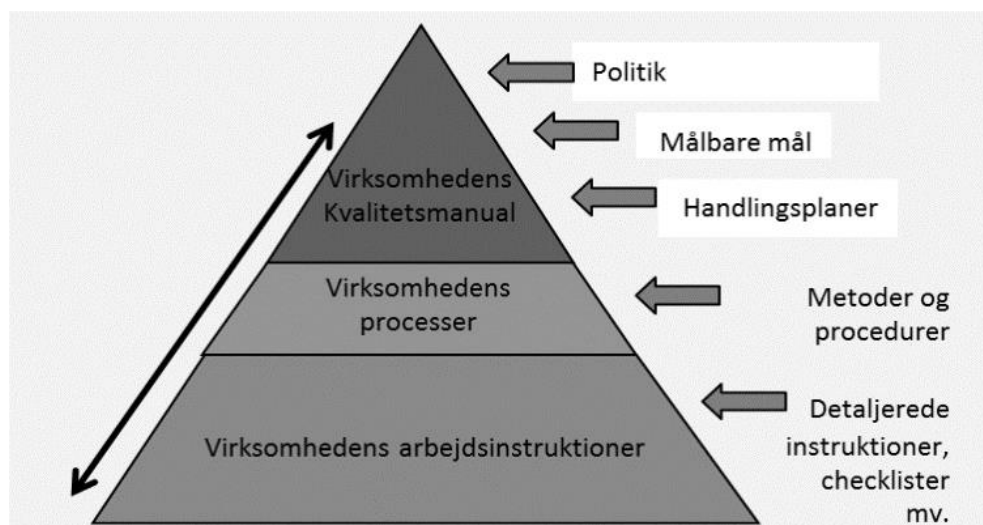 Politik
Målbare mål
Virksomhedens
Kvalitetsmanual
Handlingsplaner
Virksomhedens
processer
Metoder og
procedurer
Virksomhedens arbejdsinstruktioner
Detaljerede
instruktioner,
checklister
mv.